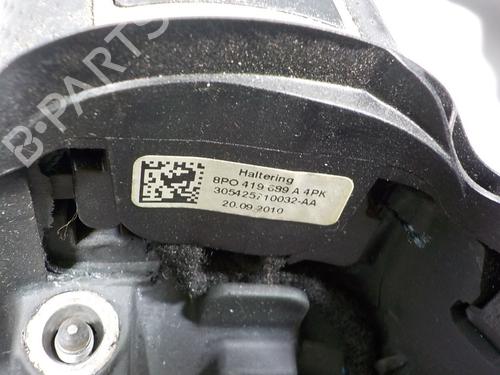 B-PARTS
Haltering
8P0 419 689 A 4PK
305425710032-AA
20.09.2010